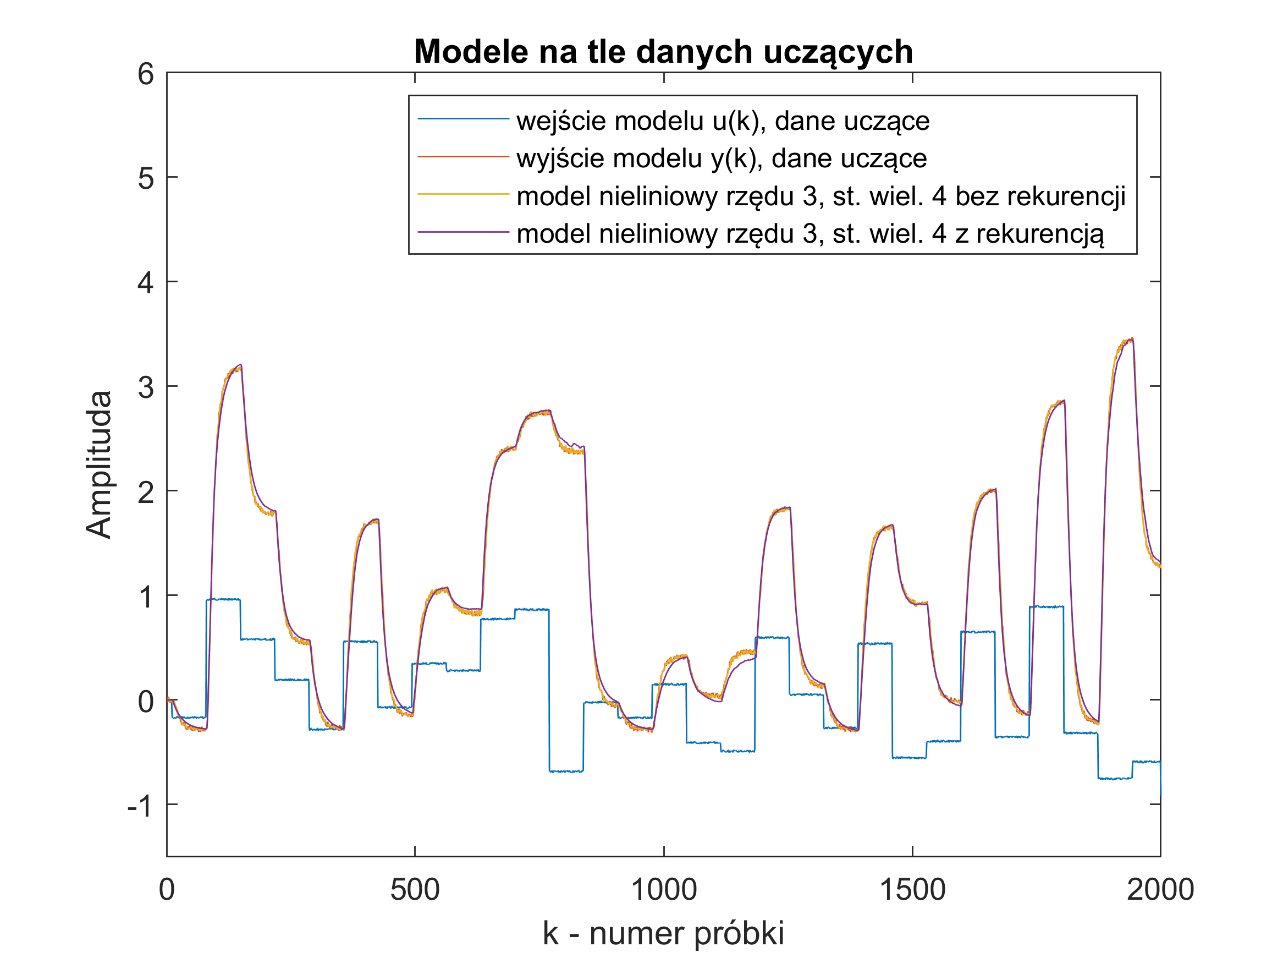 Modele na tle danych uczących
wejście modelu u(k), dane uczące
wyjście modelu y(k), dane uczące
model nieliniowy rzędu 3, st. wiel. 4 bez rekurencji
model nieliniowy rzędu 3, st. wiel. 4 z rekurencją
6
5
4
3
2
1
0
-1
Amplituda
0 500 1000 1500 2000
k - numer próbki